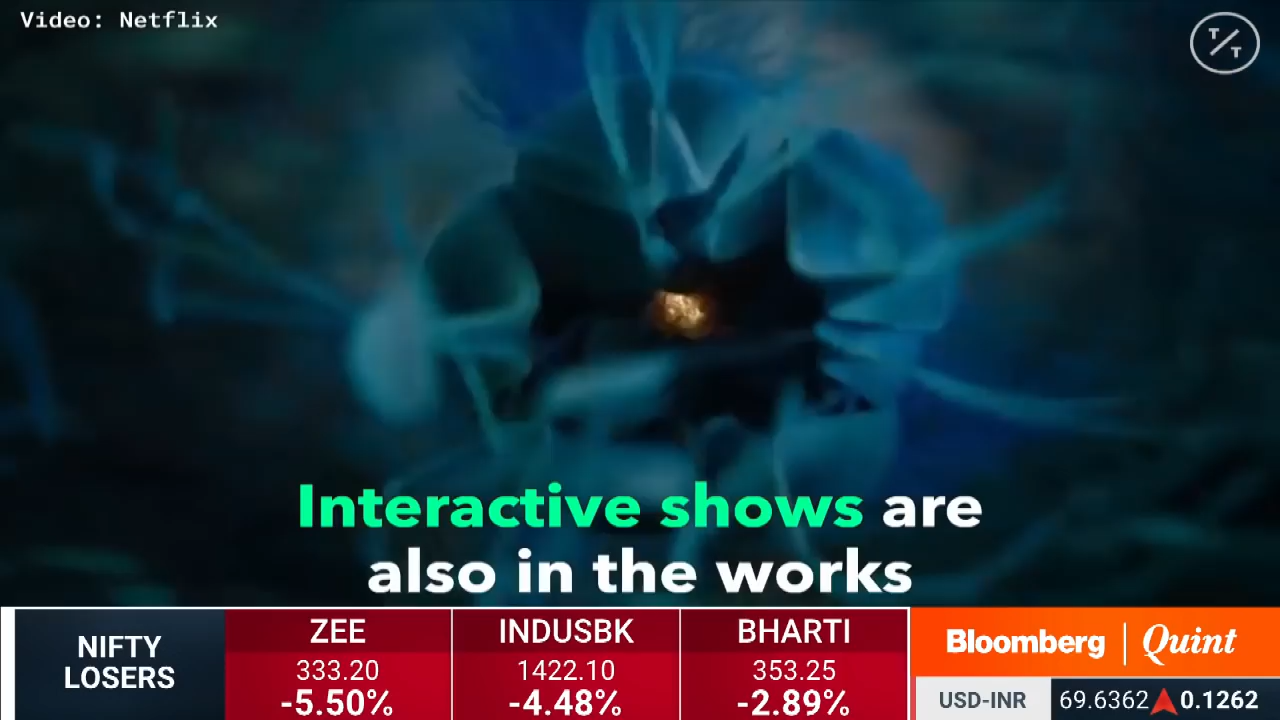 Video: Netflix
T/T
Interactive shows are
also in the works
NIFTY
LOSERS
ZEE
333.20
-5.50%
INDUSBK
1422.10
-4.48%
BHARTI
353.25
-2.89%
Bloomberg | Quint
USD-INR
69.6362 0.1262